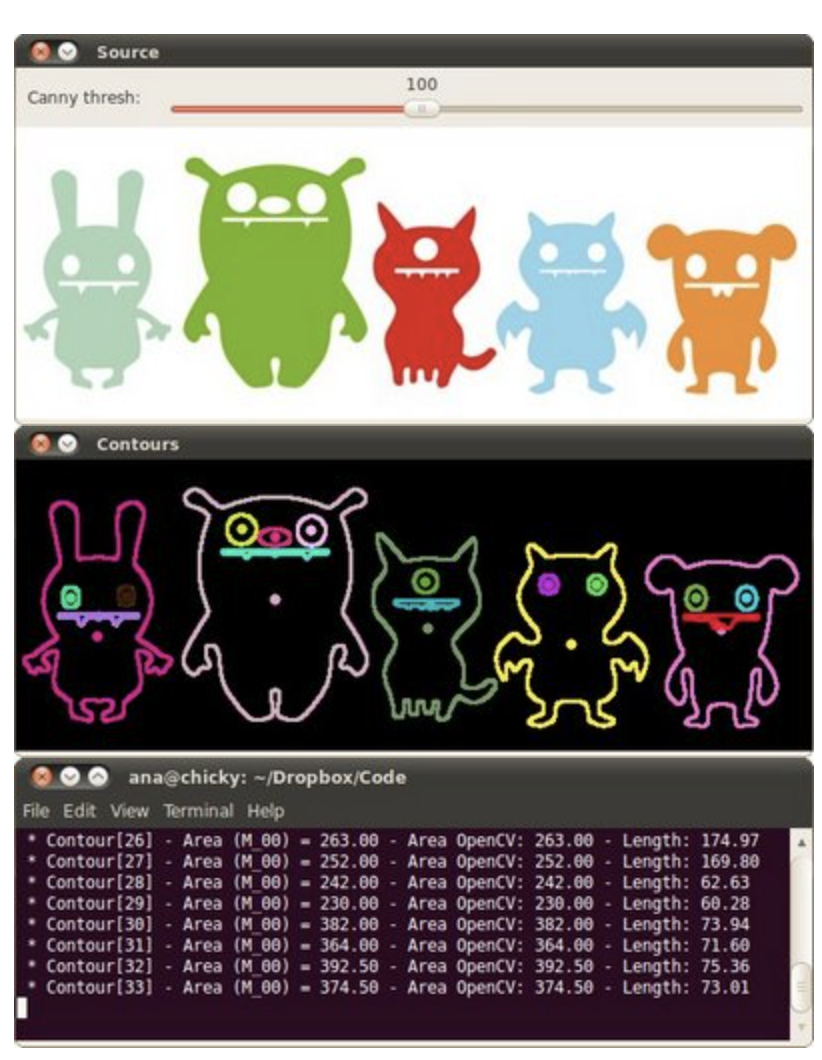 Source
100
Canny thresh:
Contours
ana@chicky: ~/Dropbox/Code
File Edit View Terminal Help
* Contour[26] - Area (M_00) = 263.00 - Area OpenCV: 263.00 - Length: 174.97
* Contour[27] - Area (M_00) = 252.00 - Area OpenCV: 252.00 - Length: 169.80
* Contour[28] - Area (M_00) = 242.00 - Area OpenCV: 242.00 - Length: 62.63
* Contour[29] - Area (M_00) = 230.00 - Area OpenCV: 230.00 - Length: 60.28
* Contour[30] - Area (M_00) = 382.00 - Area OpenCV: 382.00 - Length: 73.94
* Contour[31] - Area (M_00) = 364.00 - Area OpenCV: 364.00 - Length: 71.60
* Contour[32] - Area (M_00) = 392.50 - Area OpenCV: 392.50 - Length: 75.36
* Contour[33] - Area (M_00) = 374.50 - Area OpenCV: 374.50 - Length: 73.01